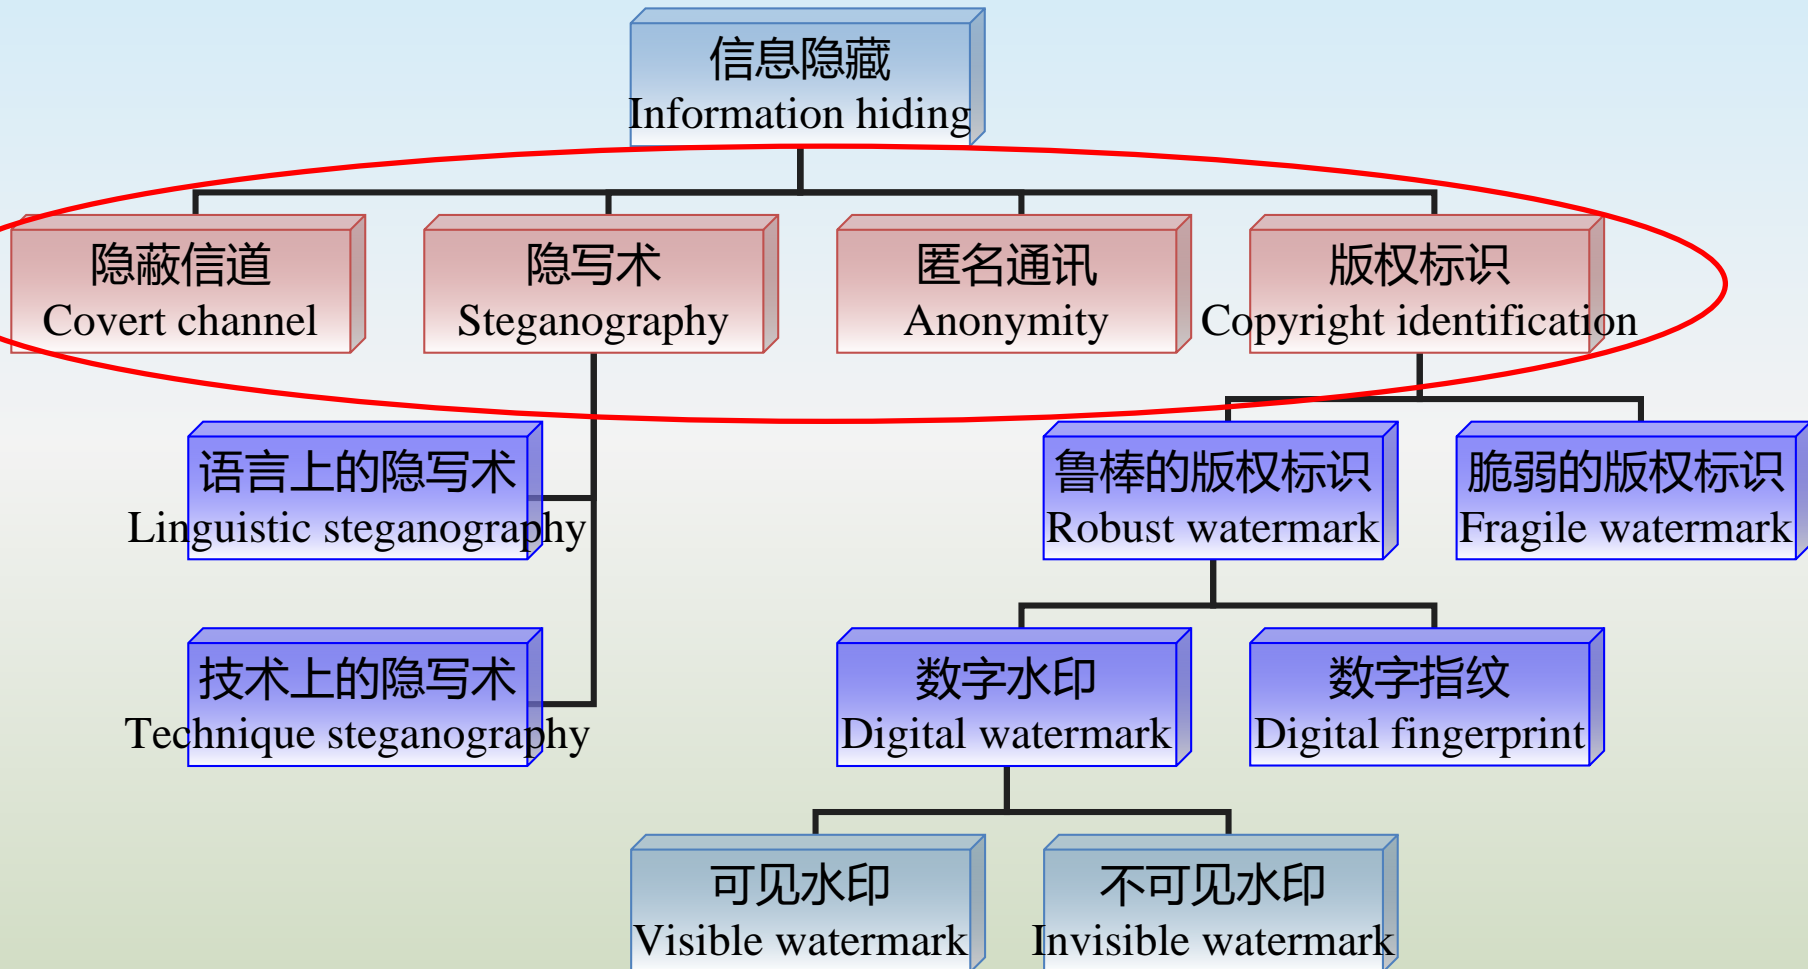 信息隐藏
Information hiding
隐蔽信道
Covert channel
隐写术
Steganography
匿名通讯
Anonymity
版权标识
Copyright identification
语言上的隐写术
Linguistic steganography
鲁棒的版权标识
Robust watermark
脆弱的版权标识
Fragile watermark
技术上的隐写术
Technique steganography
数字水印
Digital watermark
数字指纹
Digital fingerprint
可见水印
Visible watermark
不可见水印
Invisible watermark